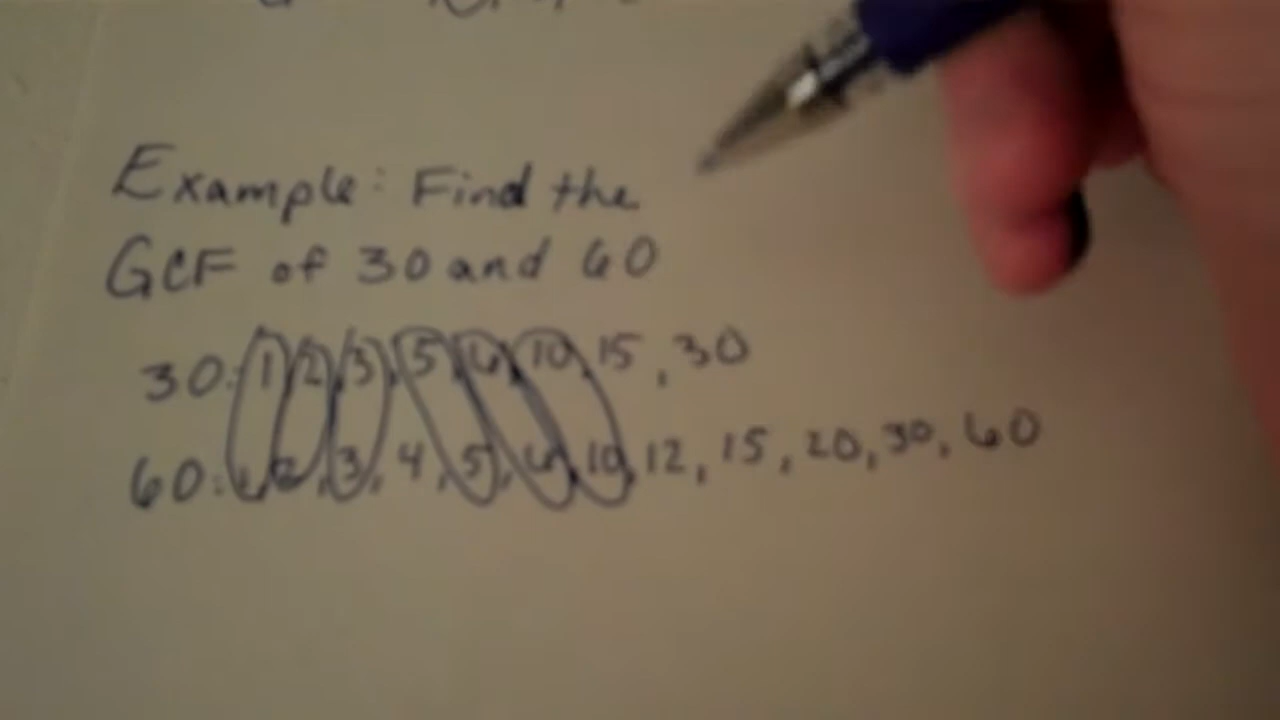 Example: Find the
GCF of 30 and 60
30: 1, 2, 3, 5, 6, 10, 15, 30
60: 1, 2, 3, 4, 5, 6, 10, 12, 15, 20, 30, 60